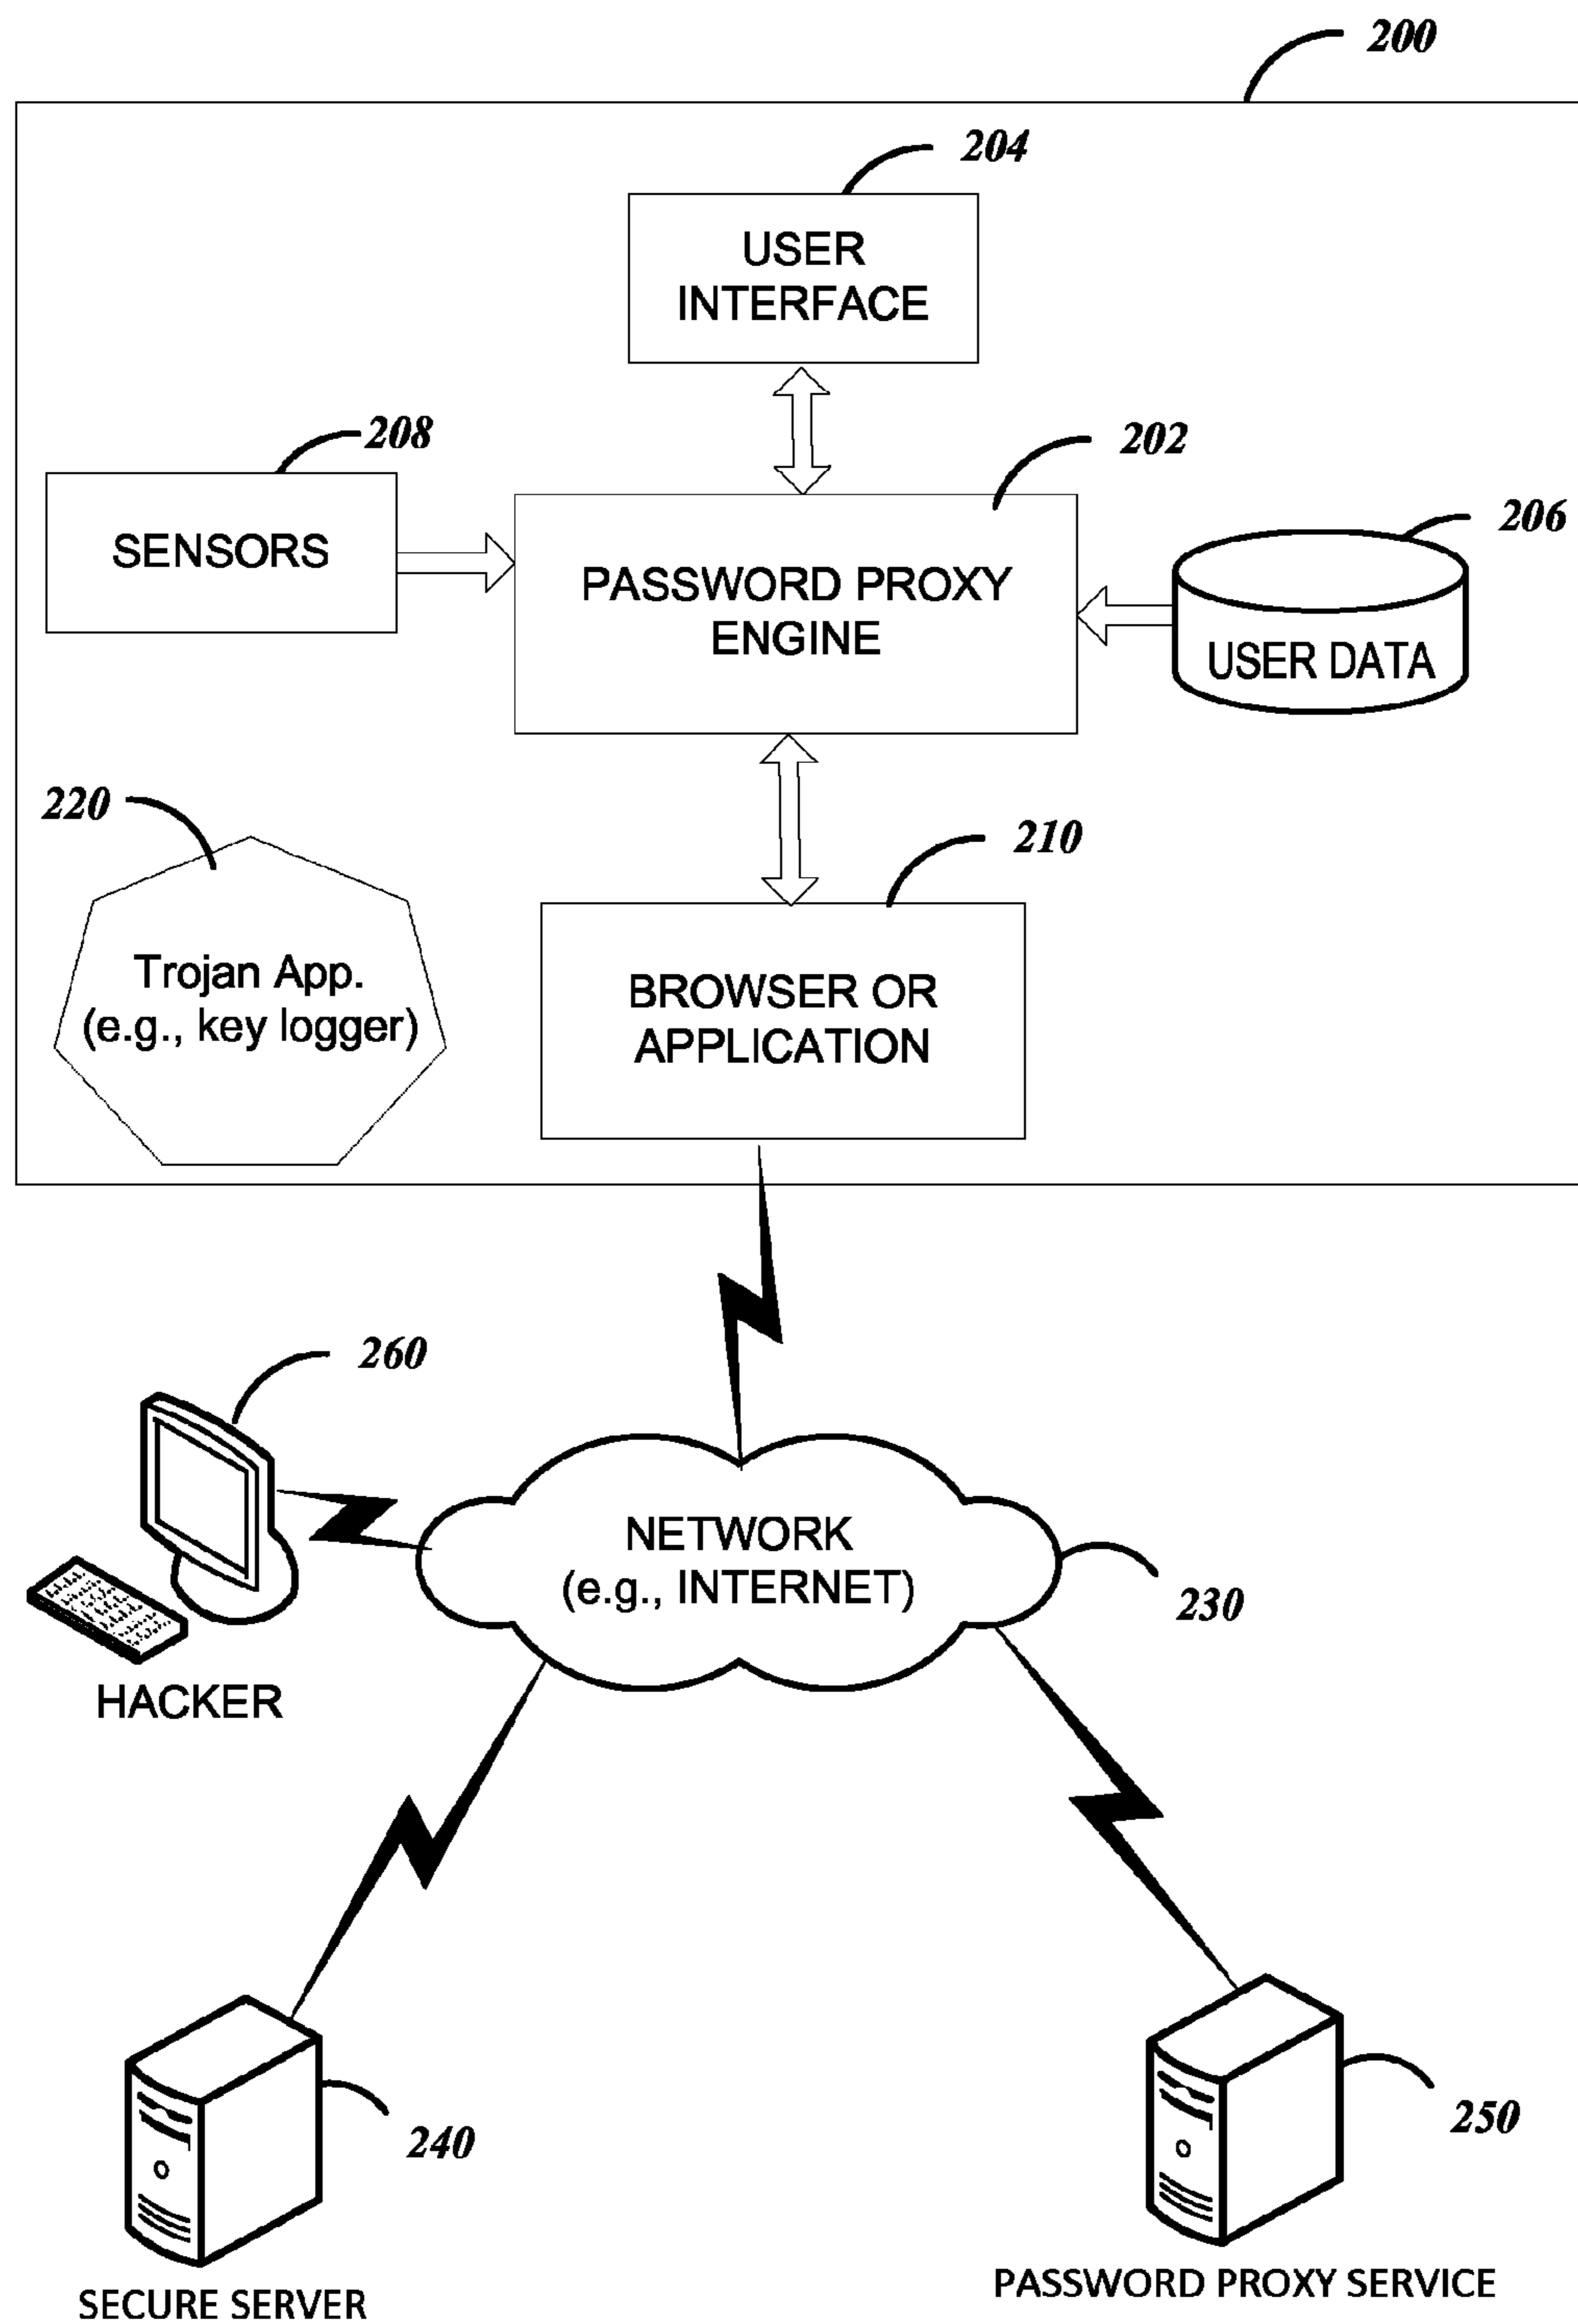 200
204
USER
INTERFACE
208
202
206
SENSORS
PASSWORD PROXY
ENGINE
USER DATA
220
210
Trojan App.
(e.g., key logger)
BROWSER OR
APPLICATION
260
NETWORK
(e.g., INTERNET)
230
HACKER
240
250
SECURE SERVER
PASSWORD PROXY SERVICE